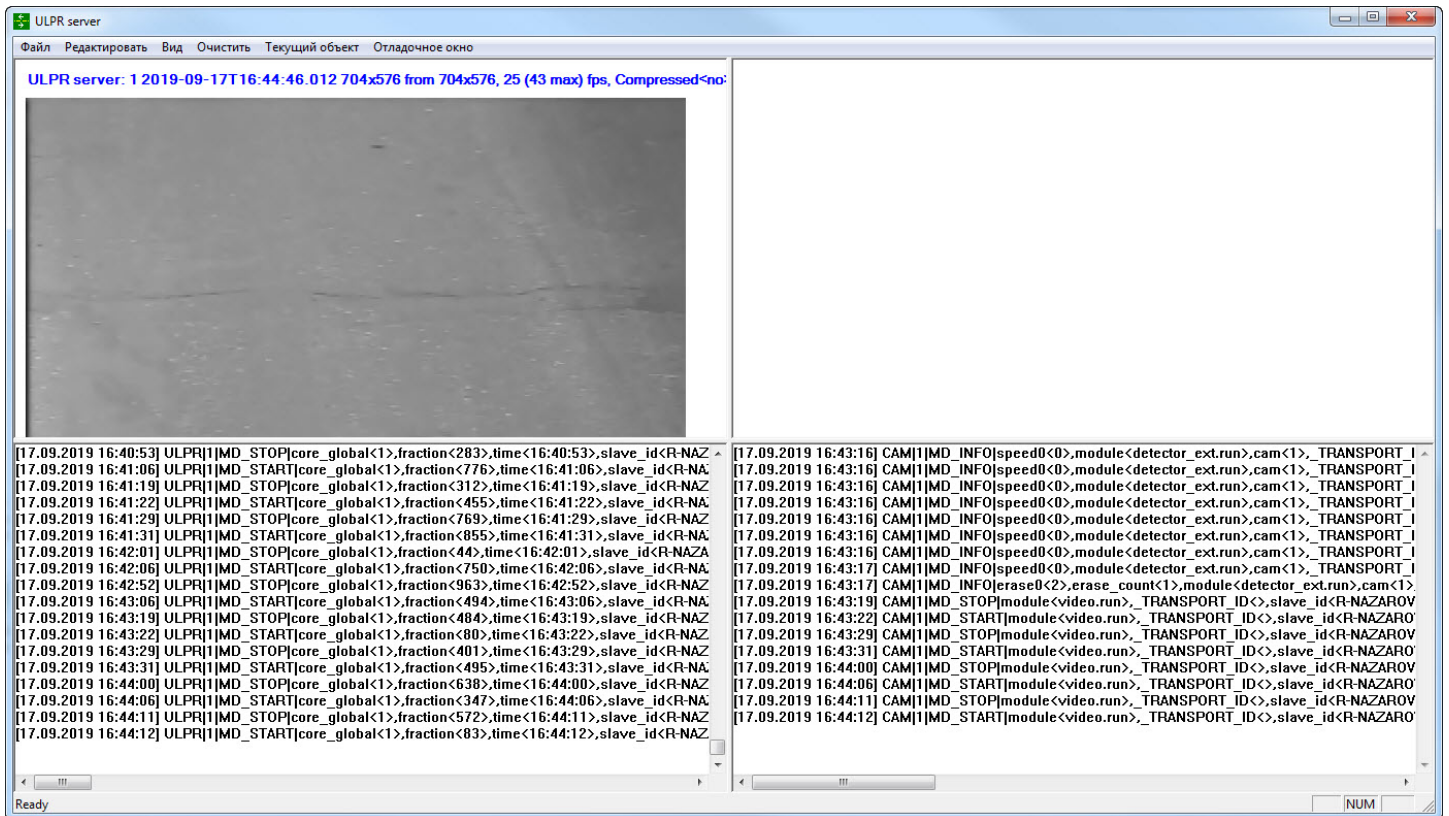 ULPR server
Файл Редактировать Вид Очистить Текущий объект Отладочное окно
ULPR server: 1 2019-09-17T16:44:46.012 704x576 from 704x576, 25 (43 max) fps, Compressed<no>
[17.09.2019 16:40:53] ULPR|1|MD_STOP|core_global<1>,fraction<283>,time<16:40:53>,slave_id<R-NAZ
[17.09.2019 16:41:06] ULPR|1|MD_START|core_global<1>,fraction<776>,time<16:41:06>,slave_id<R-NAZ
[17.09.2019 16:41:19] ULPR|1|MD_STOP|core_global<1>,fraction<312>,time<16:41:19>,slave_id<R-NAZ
[17.09.2019 16:41:22] ULPR|1|MD_START|core_global<1>,fraction<455>,time<16:41:22>,slave_id<R-NAZ
[17.09.2019 16:41:29] ULPR|1|MD_STOP|core_global<1>,fraction<769>,time<16:41:29>,slave_id<R-NAZ
[17.09.2019 16:41:31] ULPR|1|MD_START|core_global<1>,fraction<855>,time<16:41:31>,slave_id<R-NAZ
[17.09.2019 16:42:01] ULPR|1|MD_STOP|core_global<1>,fraction<44>,time<16:42:01>,slave_id<R-NAZA
[17.09.2019 16:42:06] ULPR|1|MD_START|core_global<1>,fraction<750>,time<16:42:06>,slave_id<R-NAZ
[17.09.2019 16:42:52] ULPR|1|MD_STOP|core_global<1>,fraction<963>,time<16:42:52>,slave_id<R-NAZ
[17.09.2019 16:43:06] ULPR|1|MD_START|core_global<1>,fraction<494>,time<16:43:06>,slave_id<R-NAZ
[17.09.2019 16:43:19] ULPR|1|MD_STOP|core_global<1>,fraction<484>,time<16:43:19>,slave_id<R-NAZ
[17.09.2019 16:43:22] ULPR|1|MD_START|core_global<1>,fraction<80>,time<16:43:22>,slave_id<R-NAZ
[17.09.2019 16:43:29] ULPR|1|MD_STOP|core_global<1>,fraction<401>,time<16:43:29>,slave_id<R-NAZ
[17.09.2019 16:43:31] ULPR|1|MD_START|core_global<1>,fraction<495>,time<16:43:31>,slave_id<R-NAZ
[17.09.2019 16:44:00] ULPR|1|MD_STOP|core_global<1>,fraction<638>,time<16:44:00>,slave_id<R-NAZ
[17.09.2019 16:44:06] ULPR|1|MD_START|core_global<1>,fraction<347>,time<16:44:06>,slave_id<R-NAZ
[17.09.2019 16:44:11] ULPR|1|MD_STOP|core_global<1>,fraction<572>,time<16:44:11>,slave_id<R-NAZ
[17.09.2019 16:44:12] ULPR|1|MD_START|core_global<1>,fraction<83>,time<16:44:12>,slave_id<R-NAZ
[17.09.2019 16:43:16] CAM|1|MD_INFO|speed0<0>,module<detector_ext.run>,cam<1>,_TRANSPORT_I
[17.09.2019 16:43:16] CAM|1|MD_INFO|speed0<0>,module<detector_ext.run>,cam<1>,_TRANSPORT_I
[17.09.2019 16:43:16] CAM|1|MD_INFO|speed0<0>,module<detector_ext.run>,cam<1>,_TRANSPORT_I
[17.09.2019 16:43:16] CAM|1|MD_INFO|speed0<0>,module<detector_ext.run>,cam<1>,_TRANSPORT_I
[17.09.2019 16:43:16] CAM|1|MD_INFO|speed0<0>,module<detector_ext.run>,cam<1>,_TRANSPORT_I
[17.09.2019 16:43:16] CAM|1|MD_INFO|speed0<0>,module<detector_ext.run>,cam<1>,_TRANSPORT_I
[17.09.2019 16:43:16] CAM|1|MD_INFO|speed0<0>,module<detector_ext.run>,cam<1>,_TRANSPORT_I
[17.09.2019 16:43:17] CAM|1|MD_INFO|speed0<0>,module<detector_ext.run>,cam<1>,_TRANSPORT_I
[17.09.2019 16:43:17] CAM|1|MD_INFO|erase0<2>,erase_count<1>,module<detector_ext.run>,cam<1>
[17.09.2019 16:43:19] CAM|1|MD_STOP|module<video.run>,_TRANSPORT_ID<>,slave_id<R-NAZAROV
[17.09.2019 16:43:22] CAM|1|MD_START|module<video.run>,_TRANSPORT_ID<>,slave_id<R-NAZARO
[17.09.2019 16:43:29] CAM|1|MD_STOP|module<video.run>,_TRANSPORT_ID<>,slave_id<R-NAZAROV
[17.09.2019 16:43:31] CAM|1|MD_START|module<video.run>,_TRANSPORT_ID<>,slave_id<R-NAZARO
[17.09.2019 16:44:00] CAM|1|MD_STOP|module<video.run>,_TRANSPORT_ID<>,slave_id<R-NAZAROV
[17.09.2019 16:44:06] CAM|1|MD_START|module<video.run>,_TRANSPORT_ID<>,slave_id<R-NAZARO
[17.09.2019 16:44:11] CAM|1|MD_STOP|module<video.run>,_TRANSPORT_ID<>,slave_id<R-NAZAROV
[17.09.2019 16:44:12] CAM|1|MD_START|module<video.run>,_TRANSPORT_ID<>,slave_id<R-NAZARO
Ready
NUM